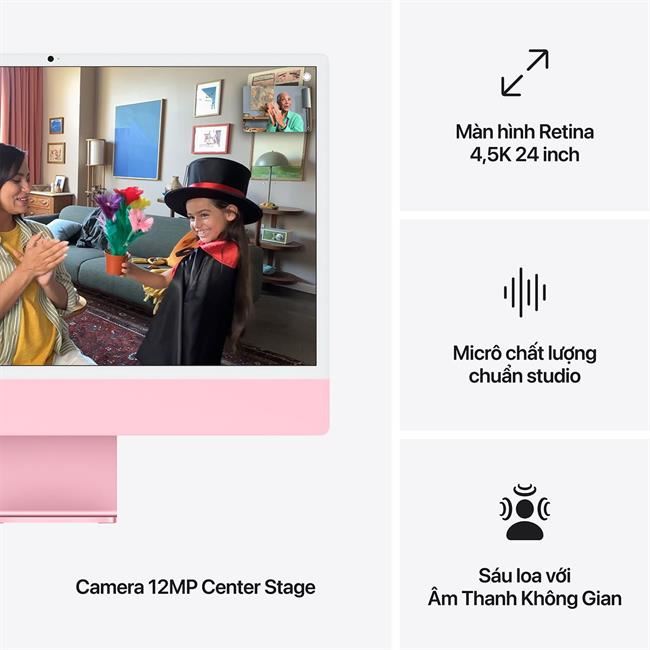 Màn hình Retina
4,5K 24 inch
Micrô chất lượng
chuẩn studio
Camera 12MP Center Stage
Sáu loa với
Âm Thanh Không Gian